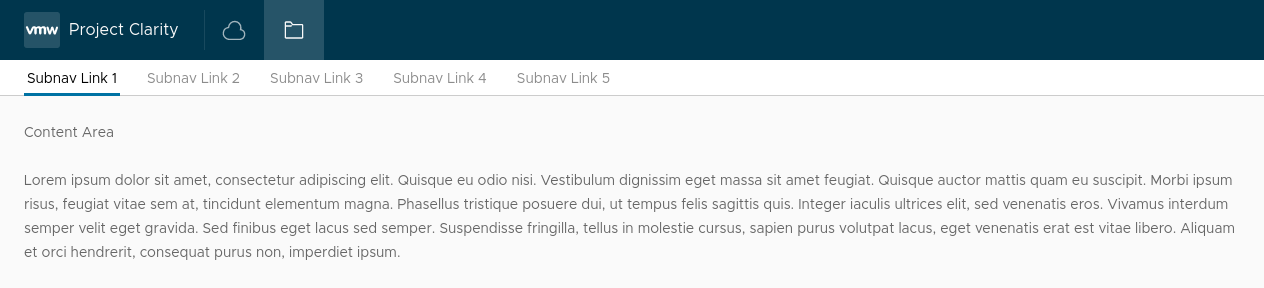 vmw Project Clarity
Subnav Link 1 Subnav Link 2 Subnav Link 3 Subnav Link 4 Subnav Link 5
Content Area
Lorem ipsum dolor sit amet, consectetur adipiscing elit. Quisque eu odio nisi. Vestibulum dignissim eget massa sit amet feugiat. Quisque auctor mattis quam eu suscipit. Morbi ipsum
risus, feugiat vitae sem at, tincidunt elementum magna. Phasellus tristique posuere dui, ut tempus felis sagittis quis. Integer iaculis ultrices elit, sed venenatis eros. Vivamus interdum
semper velit eget gravida. Sed finibus eget lacus sed semper. Suspendisse fringilla, tellus in molestie cursus, sapien purus volutpat lacus, eget venenatis erat est vitae libero. Aliquam
et orci hendrerit, consequat purus non, imperdiet ipsum.